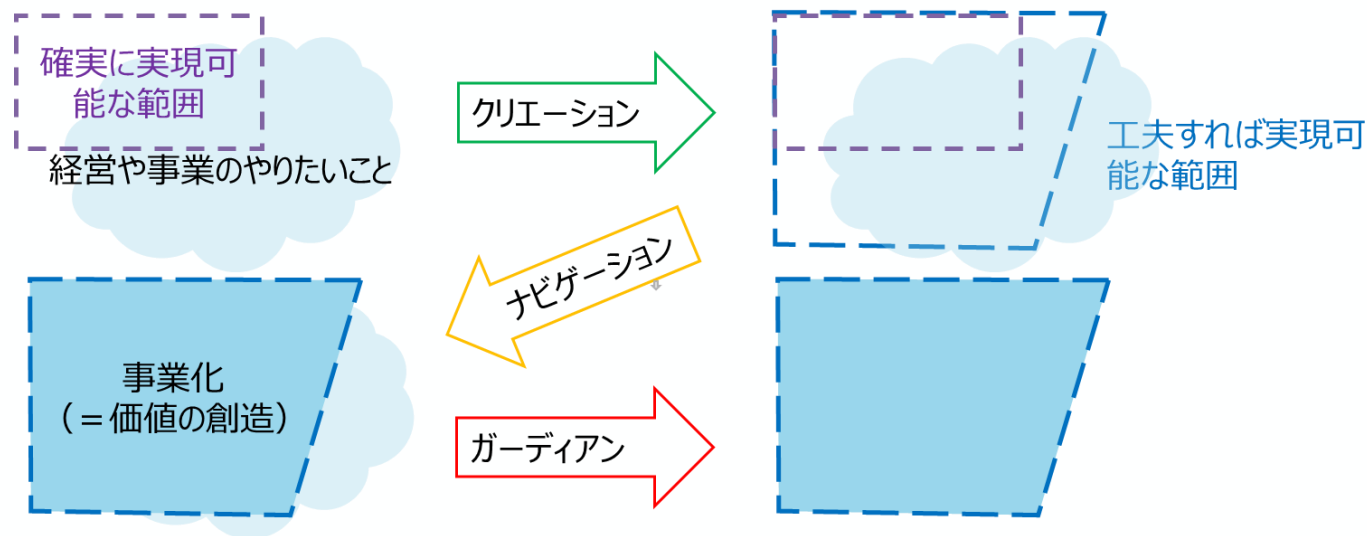 確実に実現可
能な範囲
経営や事業のやりたいこと
クリエーション
工夫すれば実現可
能な範囲
ナビゲーション
事業化
（＝価値の創造）
ガーディアン